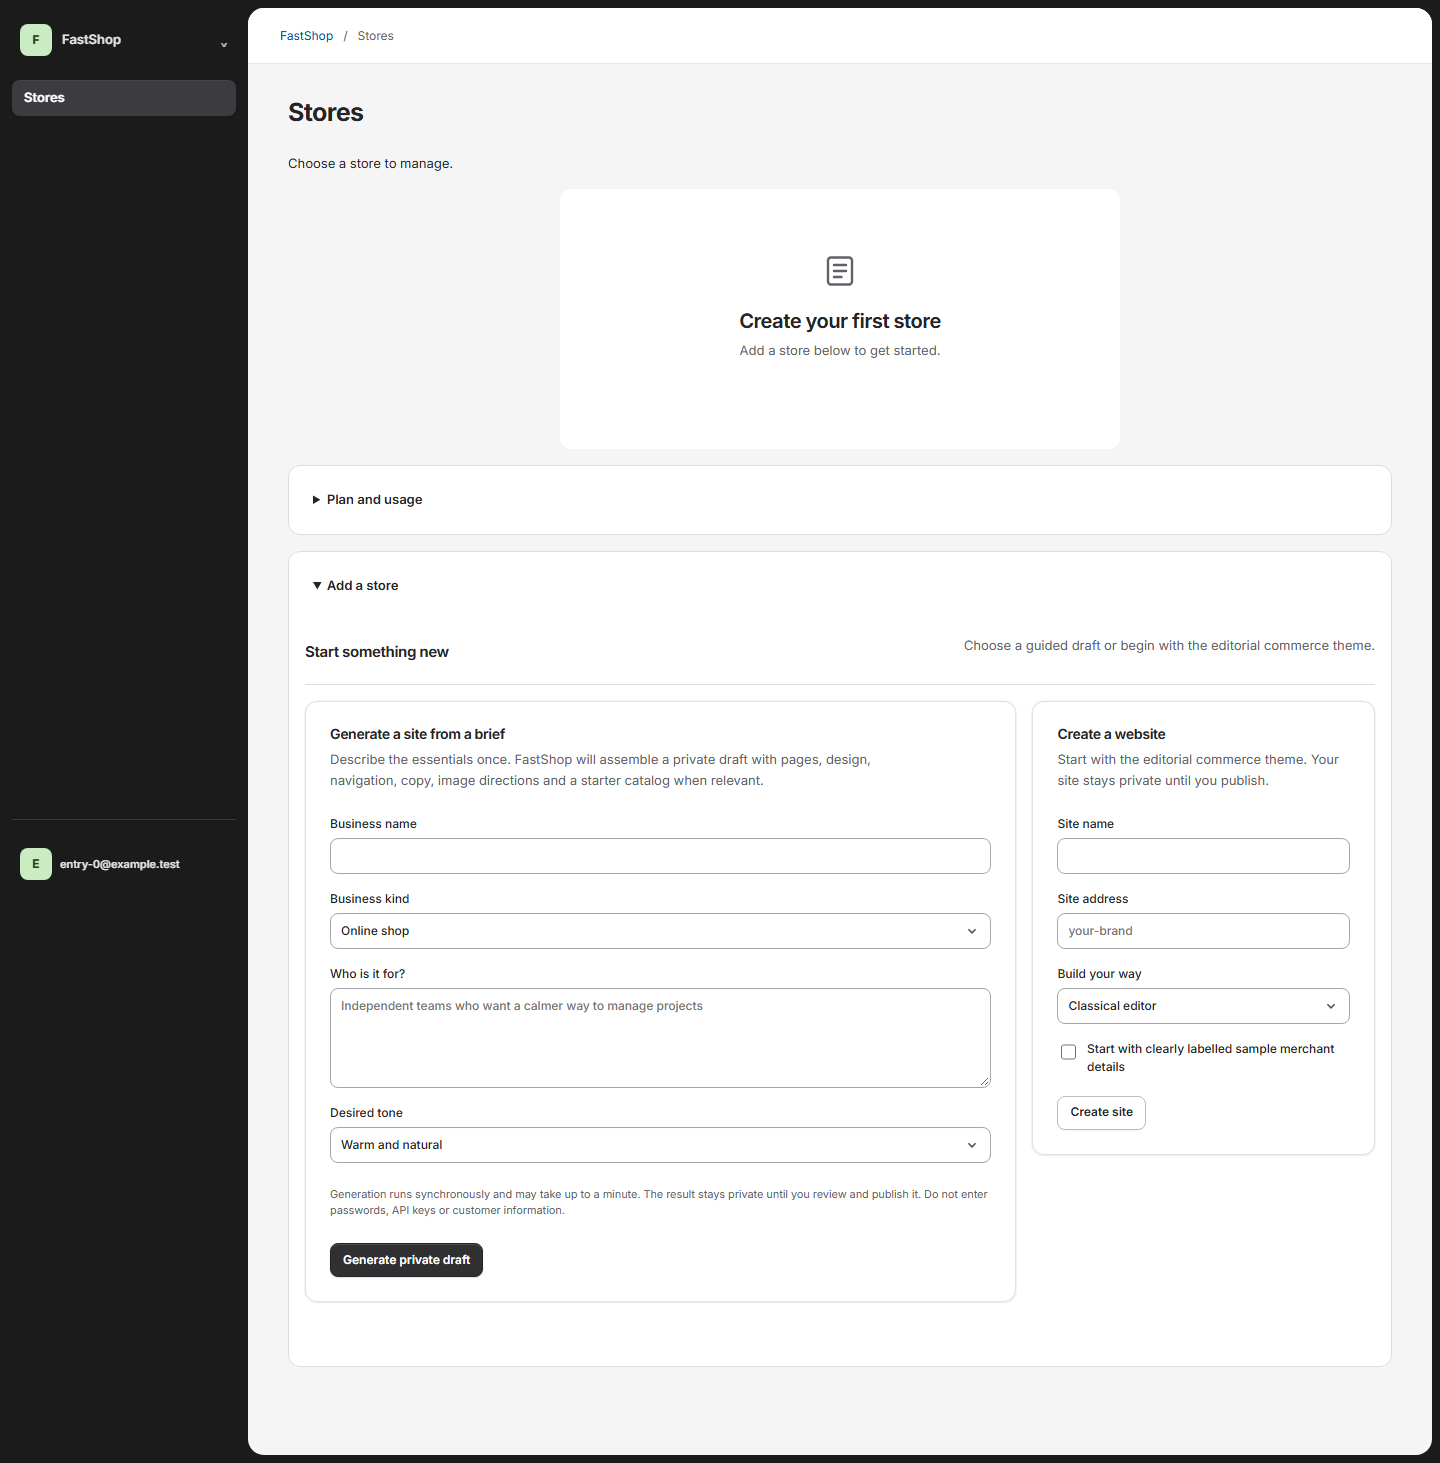 F
FastShop
Stores
FastShop / Stores
Stores
Choose a store to manage.
Create your first store
Add a store below to get started.
Plan and usage
Add a store
Start something new
Choose a guided draft or begin with the editorial commerce theme.
Generate a site from a brief
Describe the essentials once. FastShop will assemble a private draft with pages, design,
navigation, copy, image directions and a starter catalog when relevant.
Business name
Business kind
Online shop
Who is it for?
Independent teams who want a calmer way to manage projects
Desired tone
Warm and natural
Generation runs synchronously and may take up to a minute. The result stays private until you review and publish it. Do not enter
passwords, API keys or customer information.
Generate private draft
Create a website
Start with the editorial commerce theme. Your
site stays private until you publish.
Site name
Site address
your-brand
Build your way
Classical editor
Start with clearly labelled sample merchant
details
Create site
E
entry-0@example.test